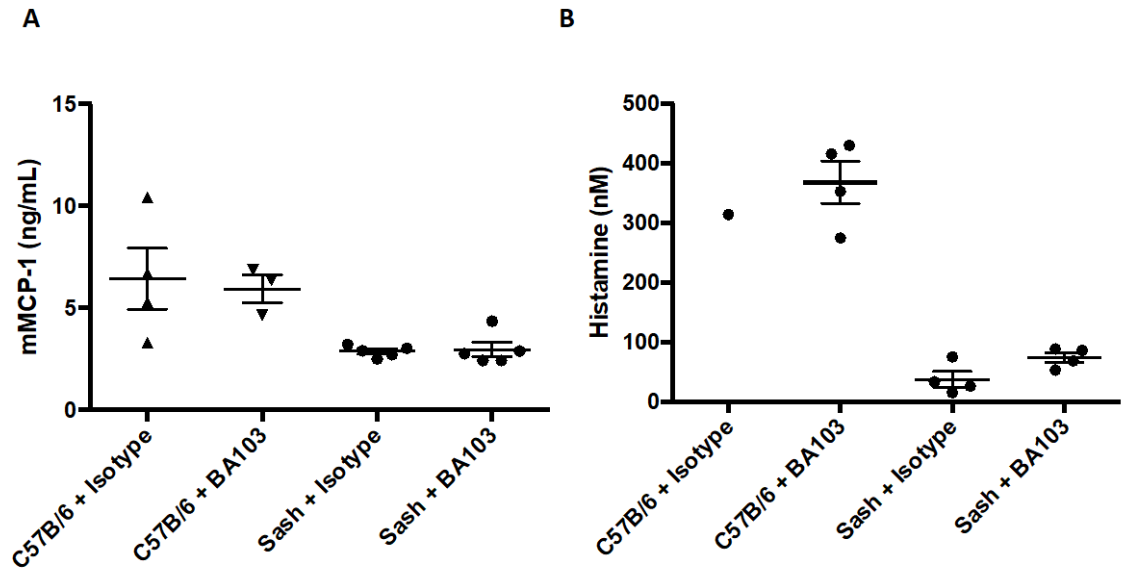 A
mMCP-1 (ng/mL)
15
10
5
0
C57B/6 + Isotype
C57B/6 + BA103
Sash + Isotype
Sash + BA103
B
Histamine (nM)
500
400
300
200
100
0
C57B/6 + Isotype
C57B/6 + BA103
Sash + Isotype
Sash + BA103